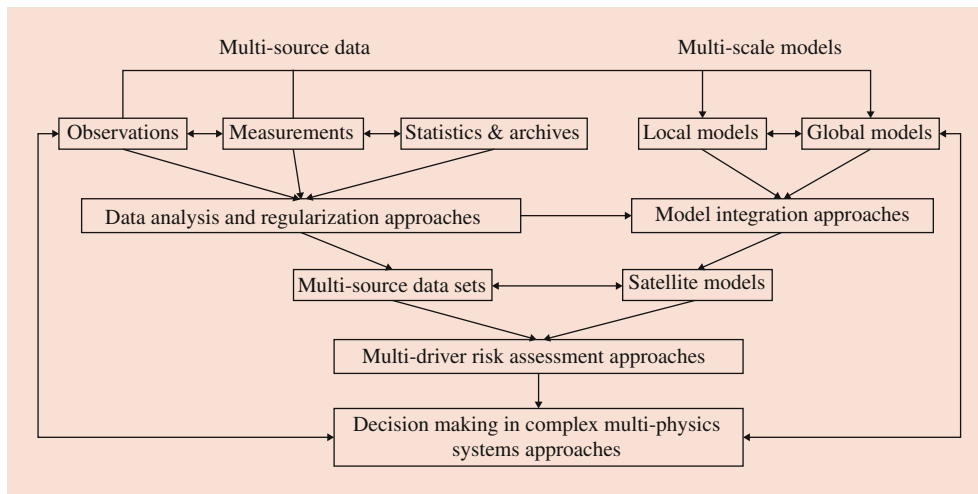 Multi-source data
Multi-scale models
Observations
Measurements
Statistics & archives
Local models
Global models
Data analysis and regularization approaches
Model integration approaches
Multi-source data sets
Satellite models
Multi-driver risk assessment approaches
Decision making in complex multi-physics
systems approaches